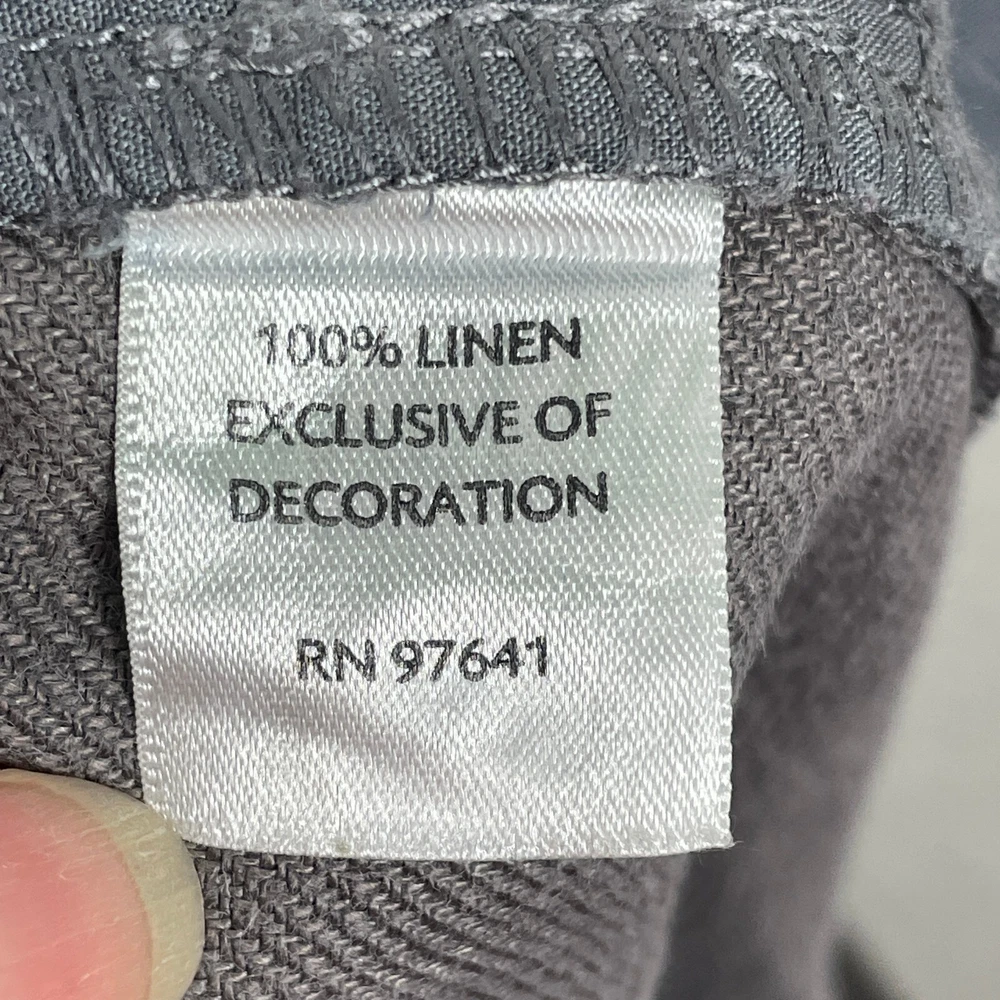 100% LINEN
EXCLUSIVE OF
DECORATION
RN 97641